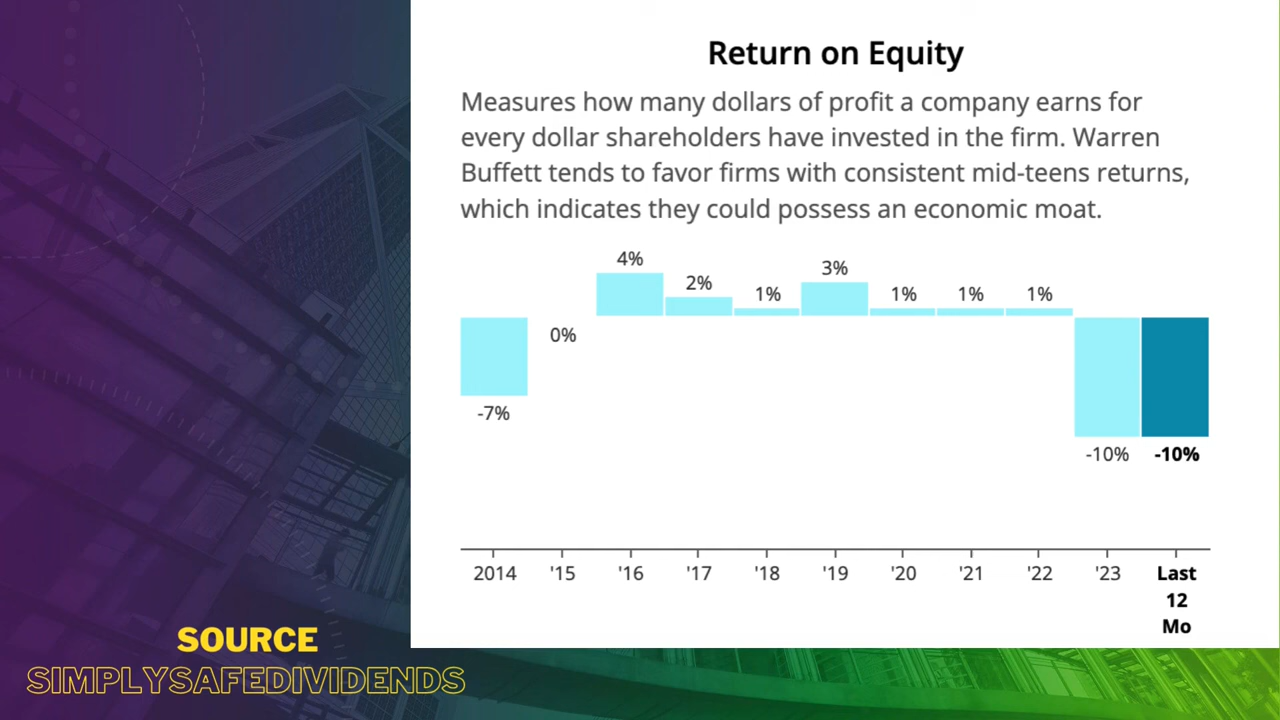 Return on Equity
Measures how many dollars of profit a company earns for
every dollar shareholders have invested in the firm. Warren
Buffett tends to favor firms with consistent mid-teens returns,
which indicates they could possess an economic moat.
4%
2%
1%
3%
1%
1%
1%
0%
-7%
-10%
-10%
2014
'15
'16
'17
'18
'19
'20
'21
'22
'23
Last
12
Mo
SOURCE
SIMPLYSAFEDIVIDENDS